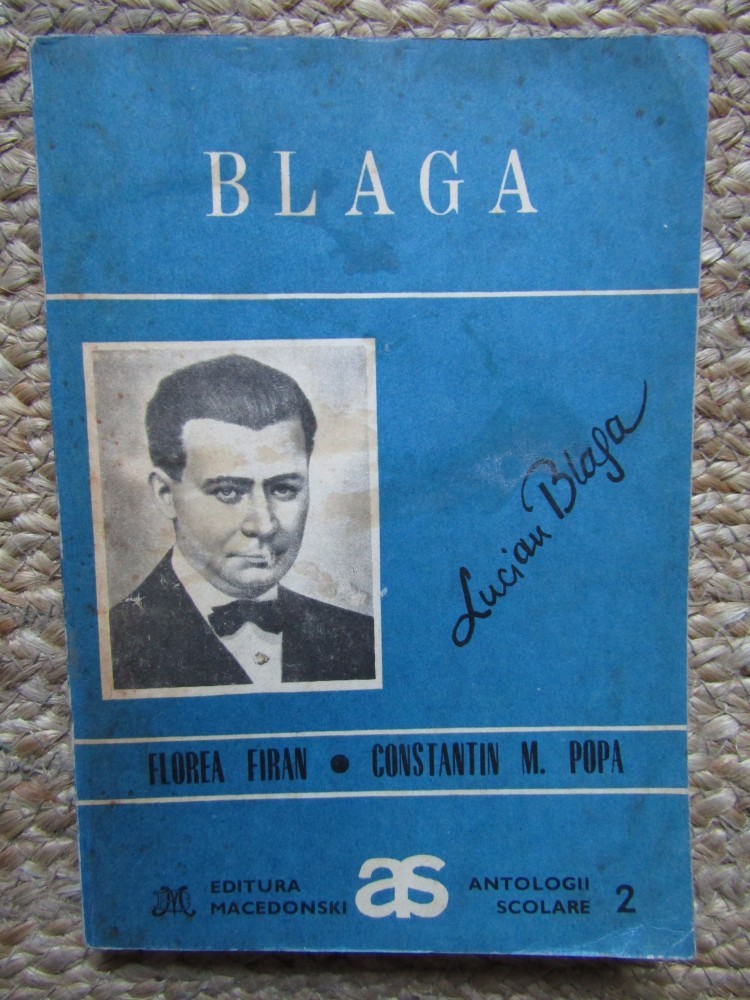 BLAGA
Lucian Blaga
FLOREA FIRAN • CONSTANTIN M. POPA
M
EDITURA
MACEDONSKI
as
ANTOLOGII
SCOLARE 2